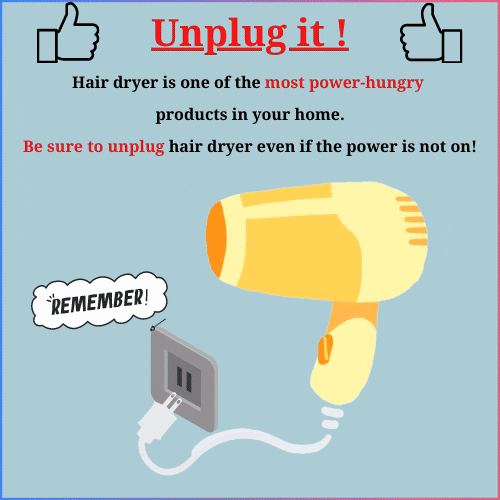 Unplug it !
Hair dryer is one of the most power-hungry
products in your home.
Be sure to unplug hair dryer even if the power is not on!
REMEMBER!